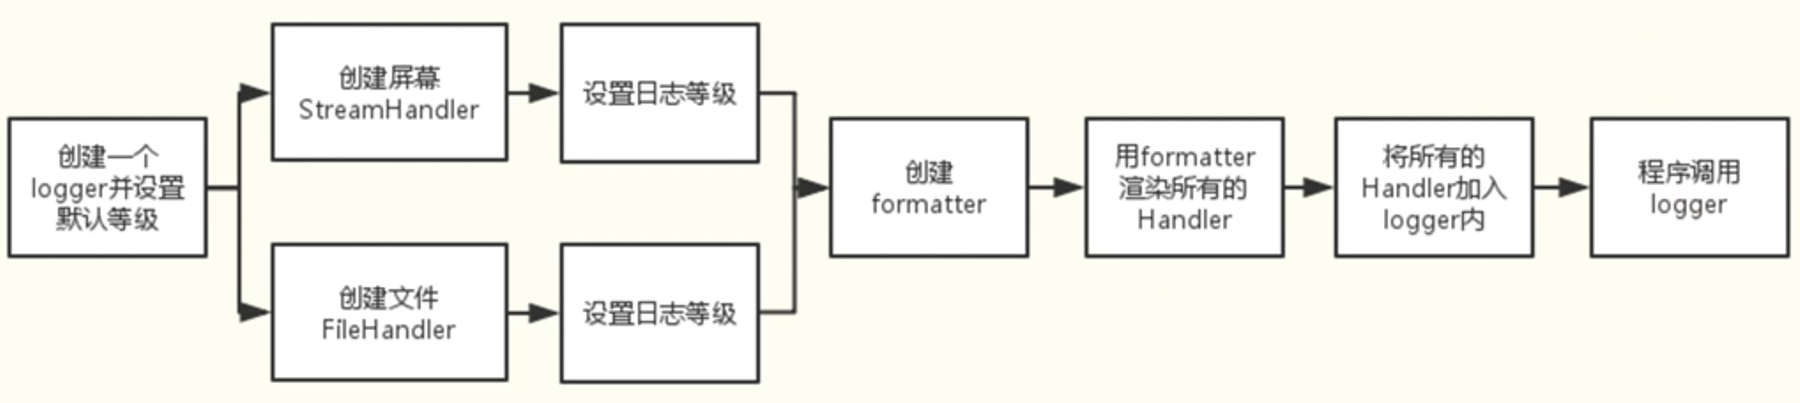 创建一个
logger并设置
默认等级
创建屏幕
StreamHandler
设置日志等级
创建文件
FileHandler
设置日志等级
创建
formatter
用formatter
渲染所有的
Handler
将所有的
Handler加入
logger内
程序调用
logger